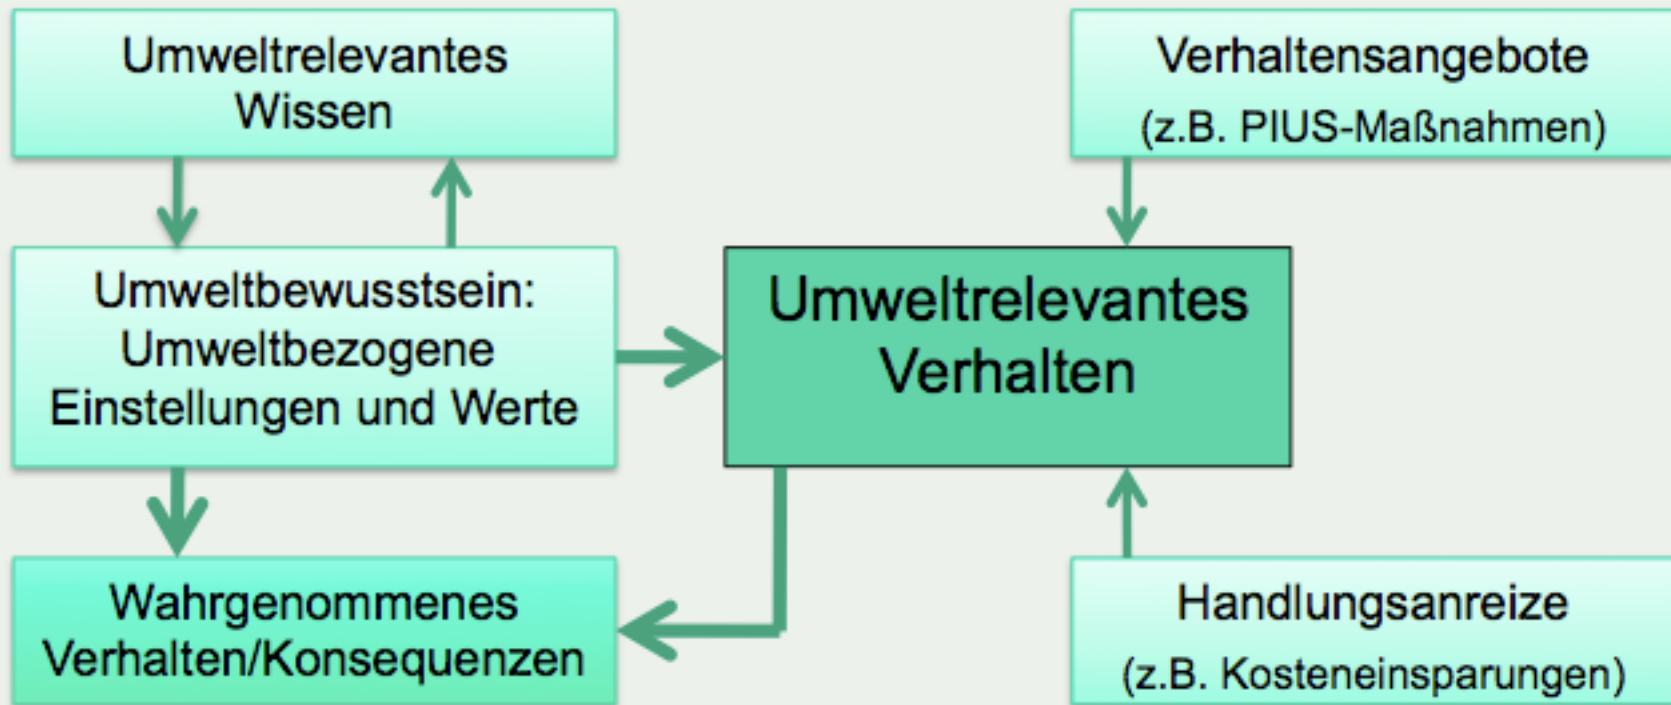 Umweltrelevantes
Wissen
Verhaltensangebote
(z.B. PIUS-Maßnahmen)
Umweltbewusstsein:
Umweltbezogene
Einstellungen und Werte
Umweltrelevantes
Verhalten
Wahrgenommenes
Verhalten/Konsequenzen
Handlungsanreize
(z.B. Kosteneinsparungen)